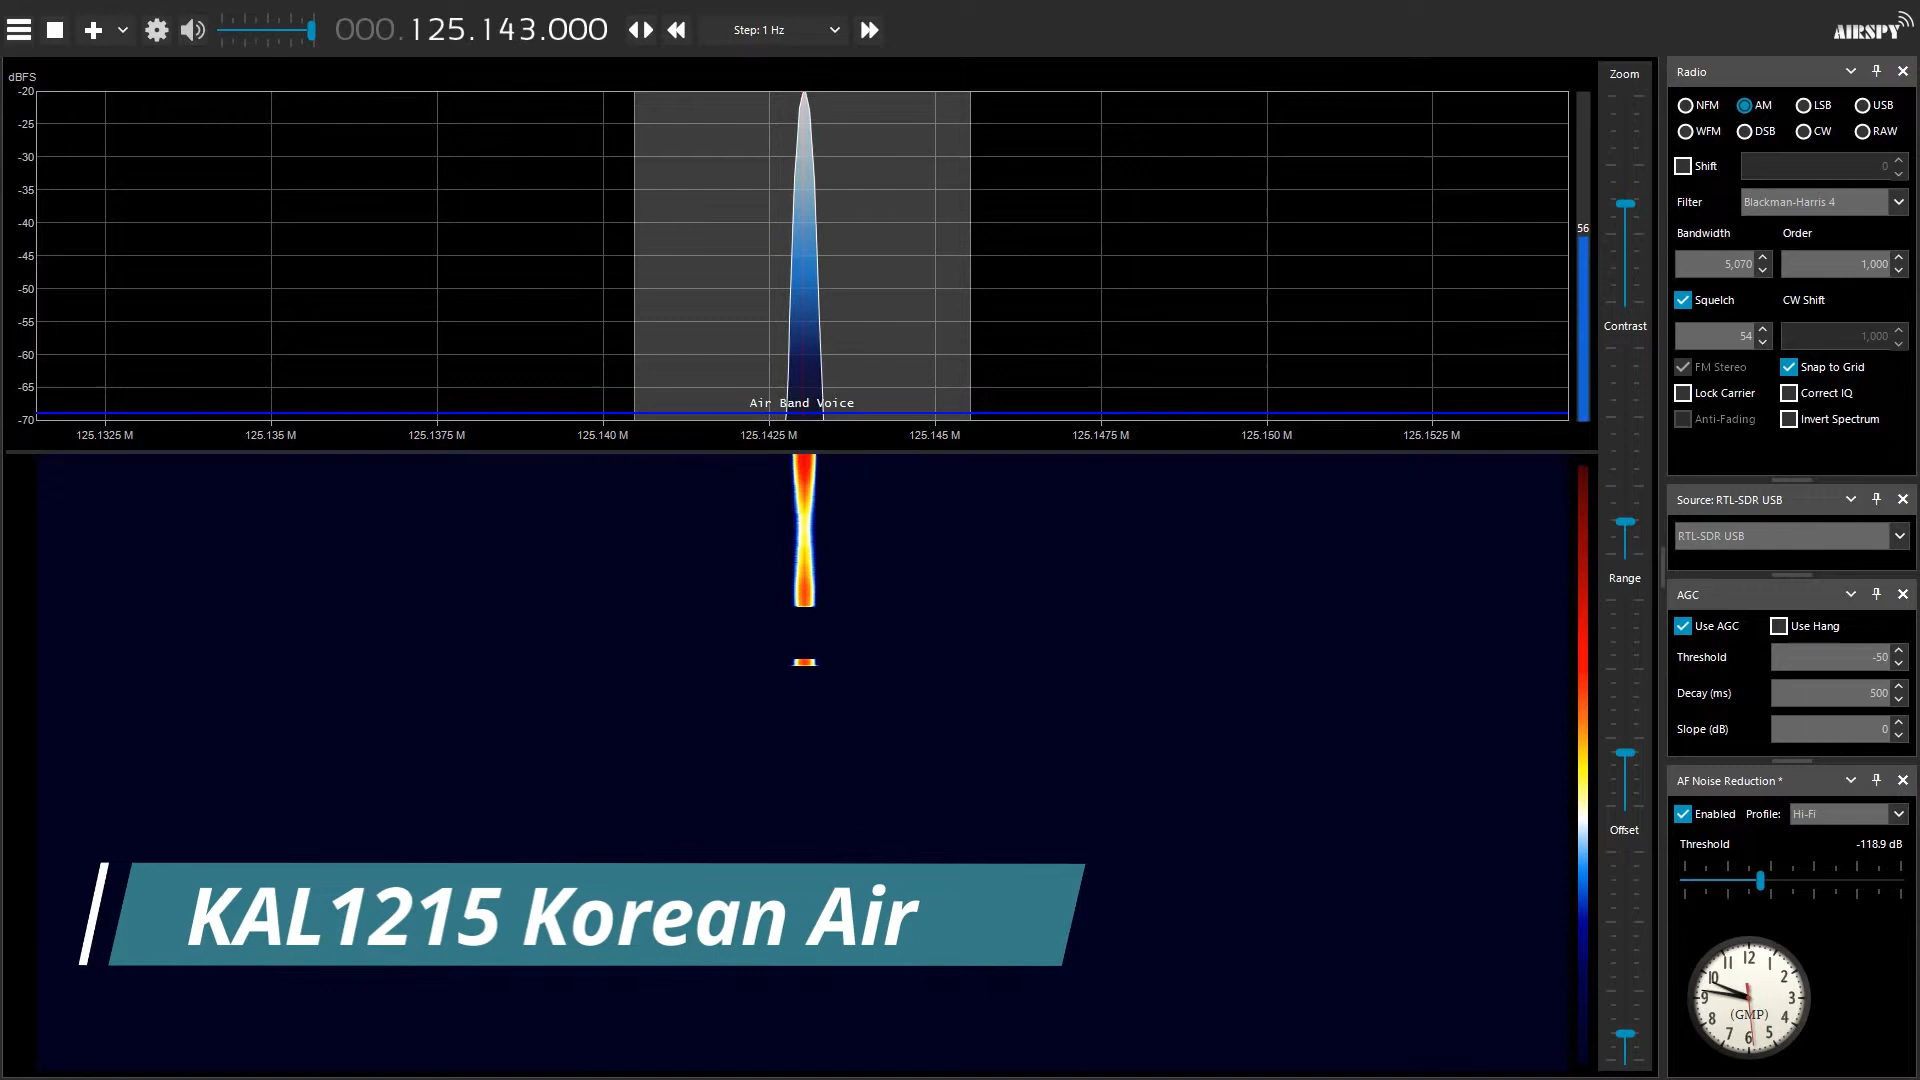 000.125.143.000
Step: 1 Hz
AIRSPY
dBFS
-20
-25
-30
-35
-40
-45
-50
-55
-60
-65
-70
Air Band Voice
125.1325 M 125.135 M 125.1375 M 125.140 M 125.1425 M 125.145 M 125.1475 M 125.150 M 125.1525 M
56
Zoom
Contrast
Range
Offset
Radio
NFM AM LSB USB
WFM DSB CW RAW
Shift 0
Filter Blackman-Harris 4
Bandwidth Order
5,070 1,000
Squelch CW Shift
54 1,000
FM Stereo Snap to Grid
Lock Carrier Correct IQ
Anti-Fading Invert Spectrum
Source: RTL-SDR USB
RTL-SDR USB
AGC
Use AGC Use Hang
Threshold -50
Decay (ms) 500
Slope (dB) 0
AF Noise Reduction *
Enabled Profile: Hi-Fi
Threshold -118.9 dB
12 1 2 3 4 5 6 7 8 9 10 11
(GMP)
KAL1215 Korean Air